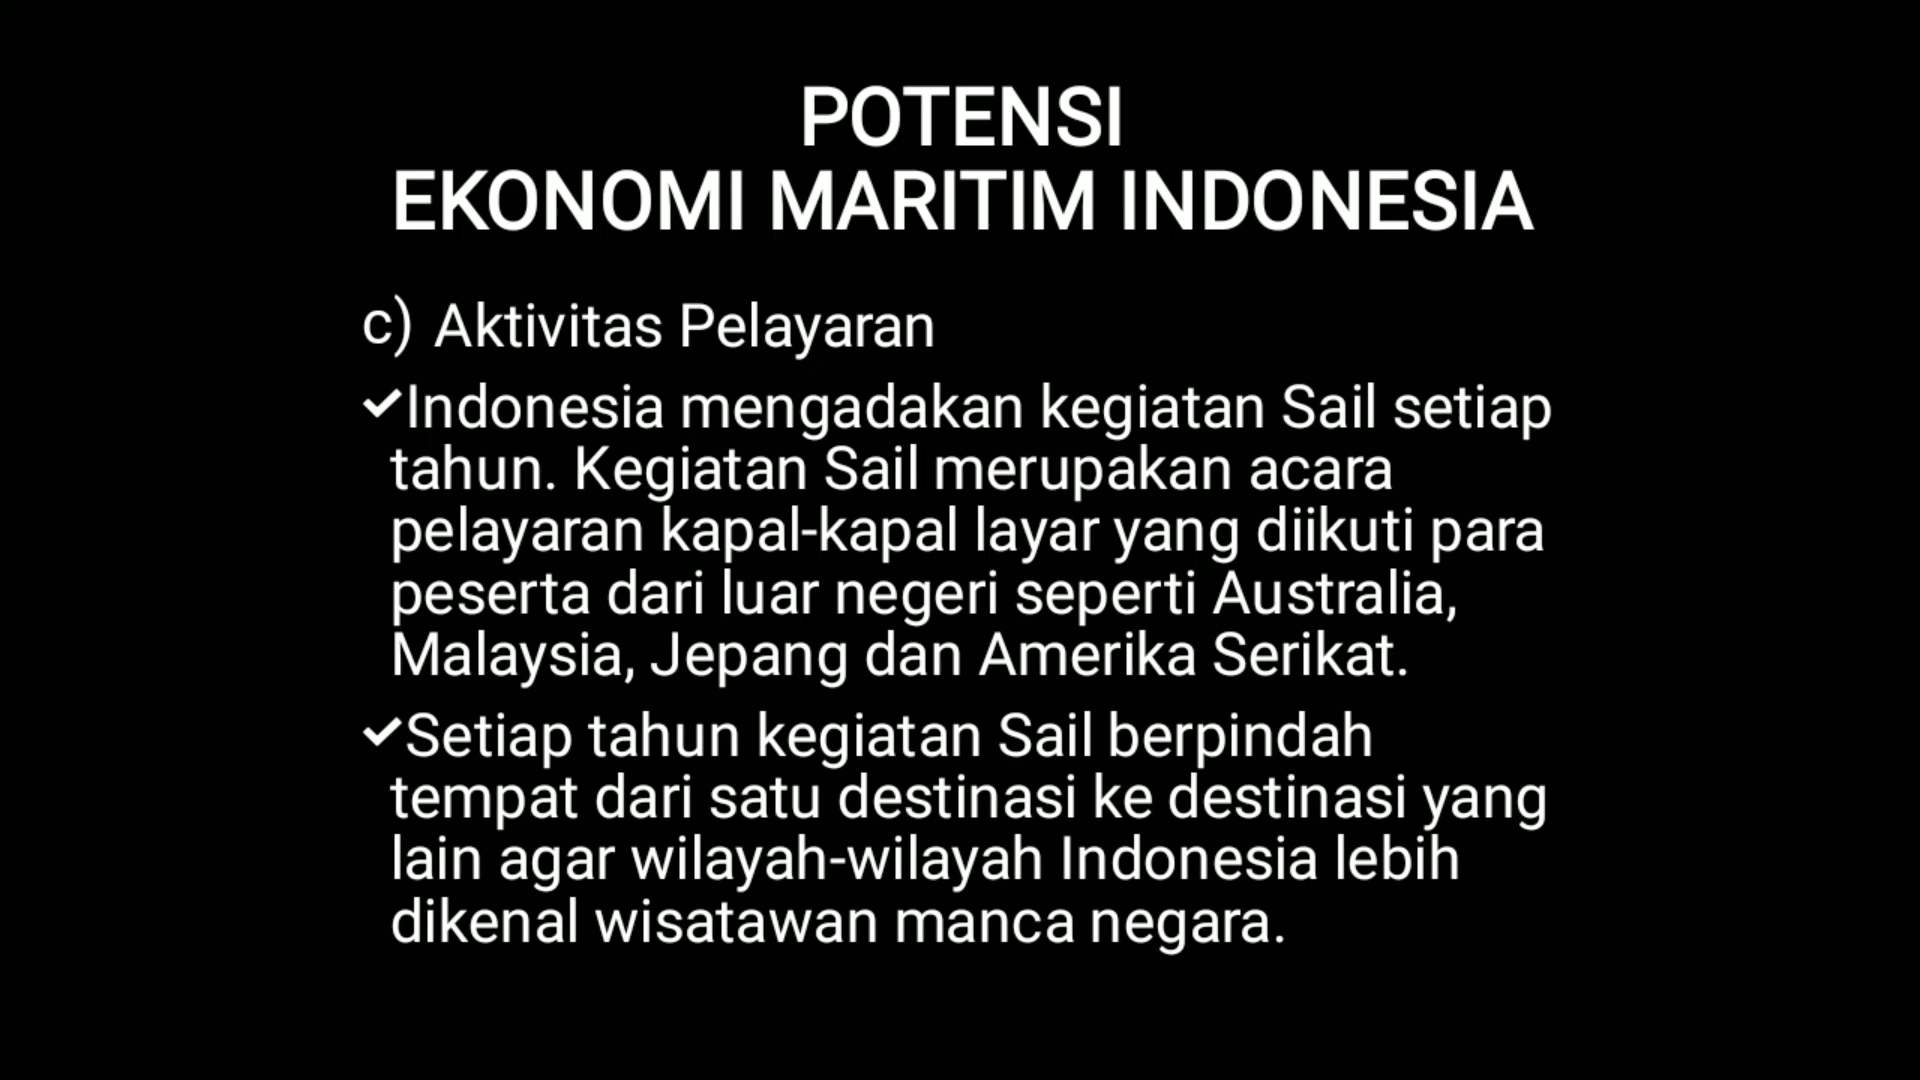 POTENSI
EKONOMI MARITIM INDONESIA
c) Aktivitas Pelayaran
✓Indonesia mengadakan kegiatan Sail setiap
tahun. Kegiatan Sail merupakan acara
pelayaran kapal-kapal layar yang diikuti para
peserta dari luar negeri seperti Australia,
Malaysia, Jepang dan Amerika Serikat.
✓Setiap tahun kegiatan Sail berpindah
tempat dari satu destinasi ke destinasi yang
lain agar wilayah-wilayah Indonesia lebih
dikenal wisatawan manca negara.